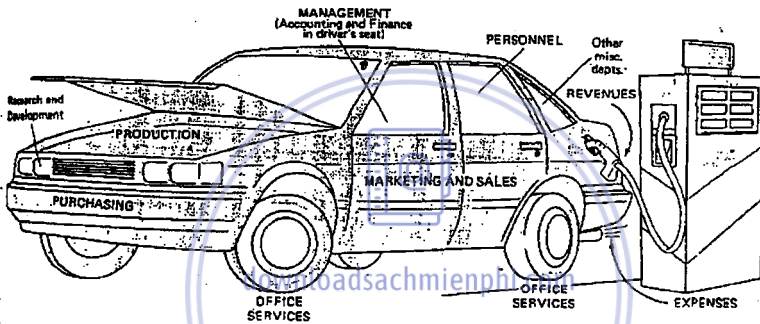 MANAGEMENT
(Accounting and Finance
in driver's seat)
PERSONNEL
Other
misc.
depts.
REVENUES
Research and
Development
PRODUCTION
MARKETING AND SALES
PURCHASING
downloadsachmienphi.com
OFFICE
SERVICES
OFFICE
SERVICES
EXPENSES